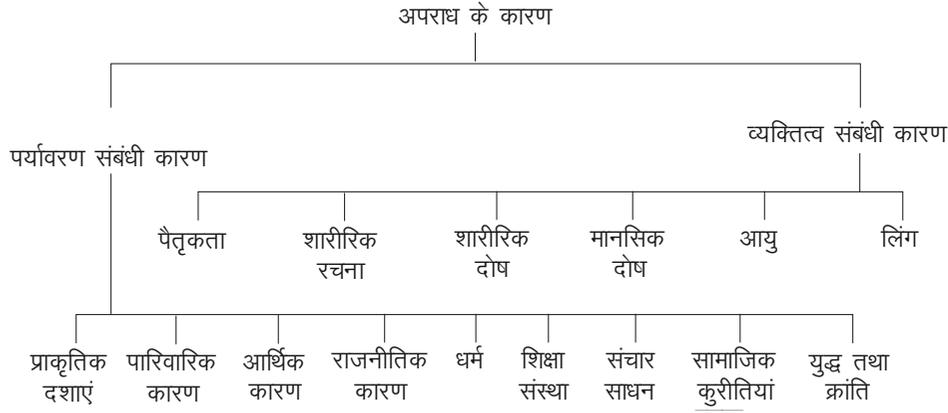 अपराध के कारण
व्यक्तित्व संबंधी कारण
पर्यावरण संबंधी कारण
पैतृकता शारीरिक शारीरिक मानसिक आयु लिंग
रचना दोष दोष
प्राकृतिक पारिवारिक आर्थिक राजनीतिक धर्म शिक्षा संचार सामाजिक युद्ध तथा
दशाएं कारण कारण कारण संस्था साधन कुरीतियां क्रांति